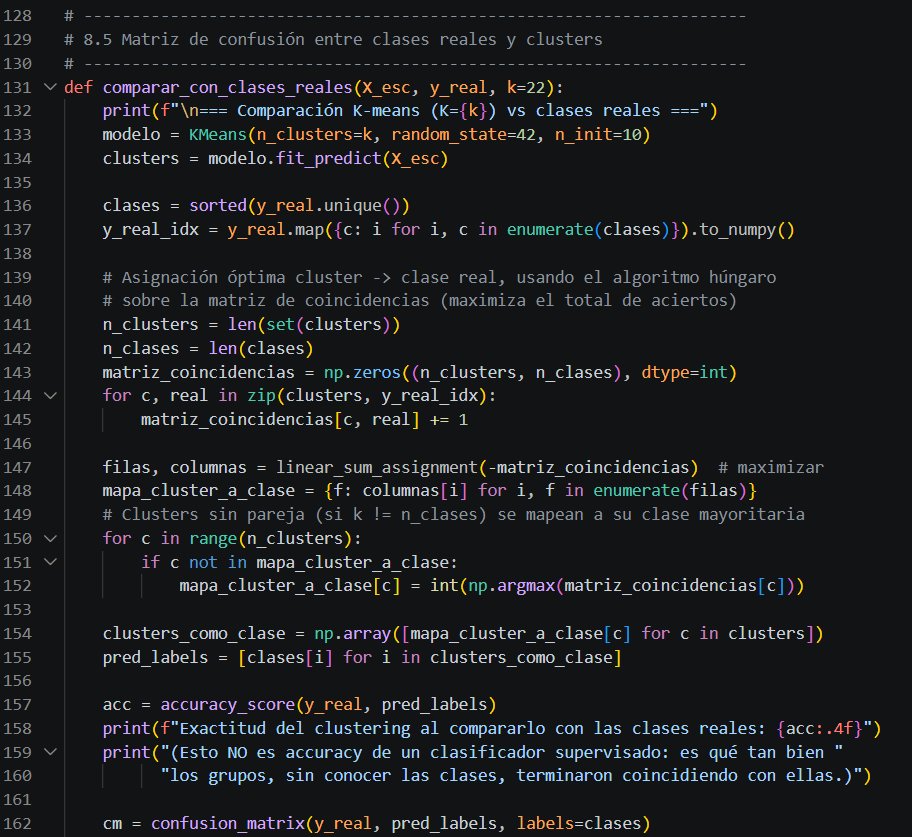 128 # ----------------------------------------------------------------------
129 # 8.5 Matriz de confusión entre clases reales y clusters
130 # ----------------------------------------------------------------------
131 def comparar_con_clases_reales(X_esc, y_real, k=22):
132     print(f"\n=== Comparación K-means (K={k}) vs clases reales ===")
133     modelo = KMeans(n_clusters=k, random_state=42, n_init=10)
134     clusters = modelo.fit_predict(X_esc)
135
136     clases = sorted(y_real.unique())
137     y_real_idx = y_real.map({c: i for i, c in enumerate(clases)}).to_numpy()
138
139     # Asignación óptima cluster -> clase real, usando el algoritmo húngaro
140     # sobre la matriz de coincidencias (maximiza el total de aciertos)
141     n_clusters = len(set(clusters))
142     n_clases = len(clases)
143     matriz_coincidencias = np.zeros((n_clusters, n_clases), dtype=int)
144     for c, real in zip(clusters, y_real_idx):
145         matriz_coincidencias[c, real] += 1
146
147     filas, columnas = linear_sum_assignment(-matriz_coincidencias)  # maximizar
148     mapa_cluster_a_clase = {f: columnas[i] for i, f in enumerate(filas)}
149     # Clusters sin pareja (si k != n_clases) se mapean a su clase mayoritaria
150     for c in range(n_clusters):
151         if c not in mapa_cluster_a_clase:
152             mapa_cluster_a_clase[c] = int(np.argmax(matriz_coincidencias[c]))
153
154     clusters_como_clase = np.array([mapa_cluster_a_clase[c] for c in clusters])
155     pred_labels = [clases[i] for i in clusters_como_clase]
156
157     acc = accuracy_score(y_real, pred_labels)
158     print(f"Exactitud del clustering al compararlo con las clases reales: {acc:.4f}")
159     print("(Esto NO es accuracy de un clasificador supervisado: es qué tan bien "
160           "los grupos, sin conocer las clases, terminaron coincidiendo con ellas.)")
161
162     cm = confusion_matrix(y_real, pred_labels, labels=clases)